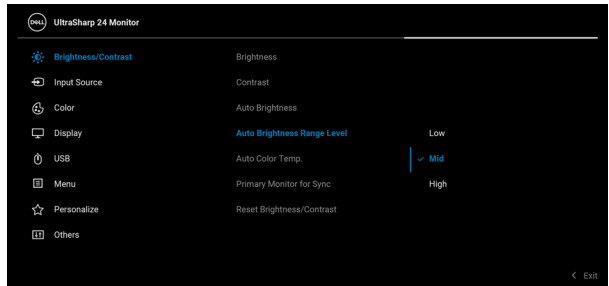 DELL UltraSharp 24 Monitor
Brightness/Contrast Brightness
Input Source Contrast
Color Auto Brightness
Display Auto Brightness Range Level Low
USB Auto Color Temp. Mid
Menu Primary Monitor for Sync High
Personalize Reset Brightness/Contrast
Others
Exit